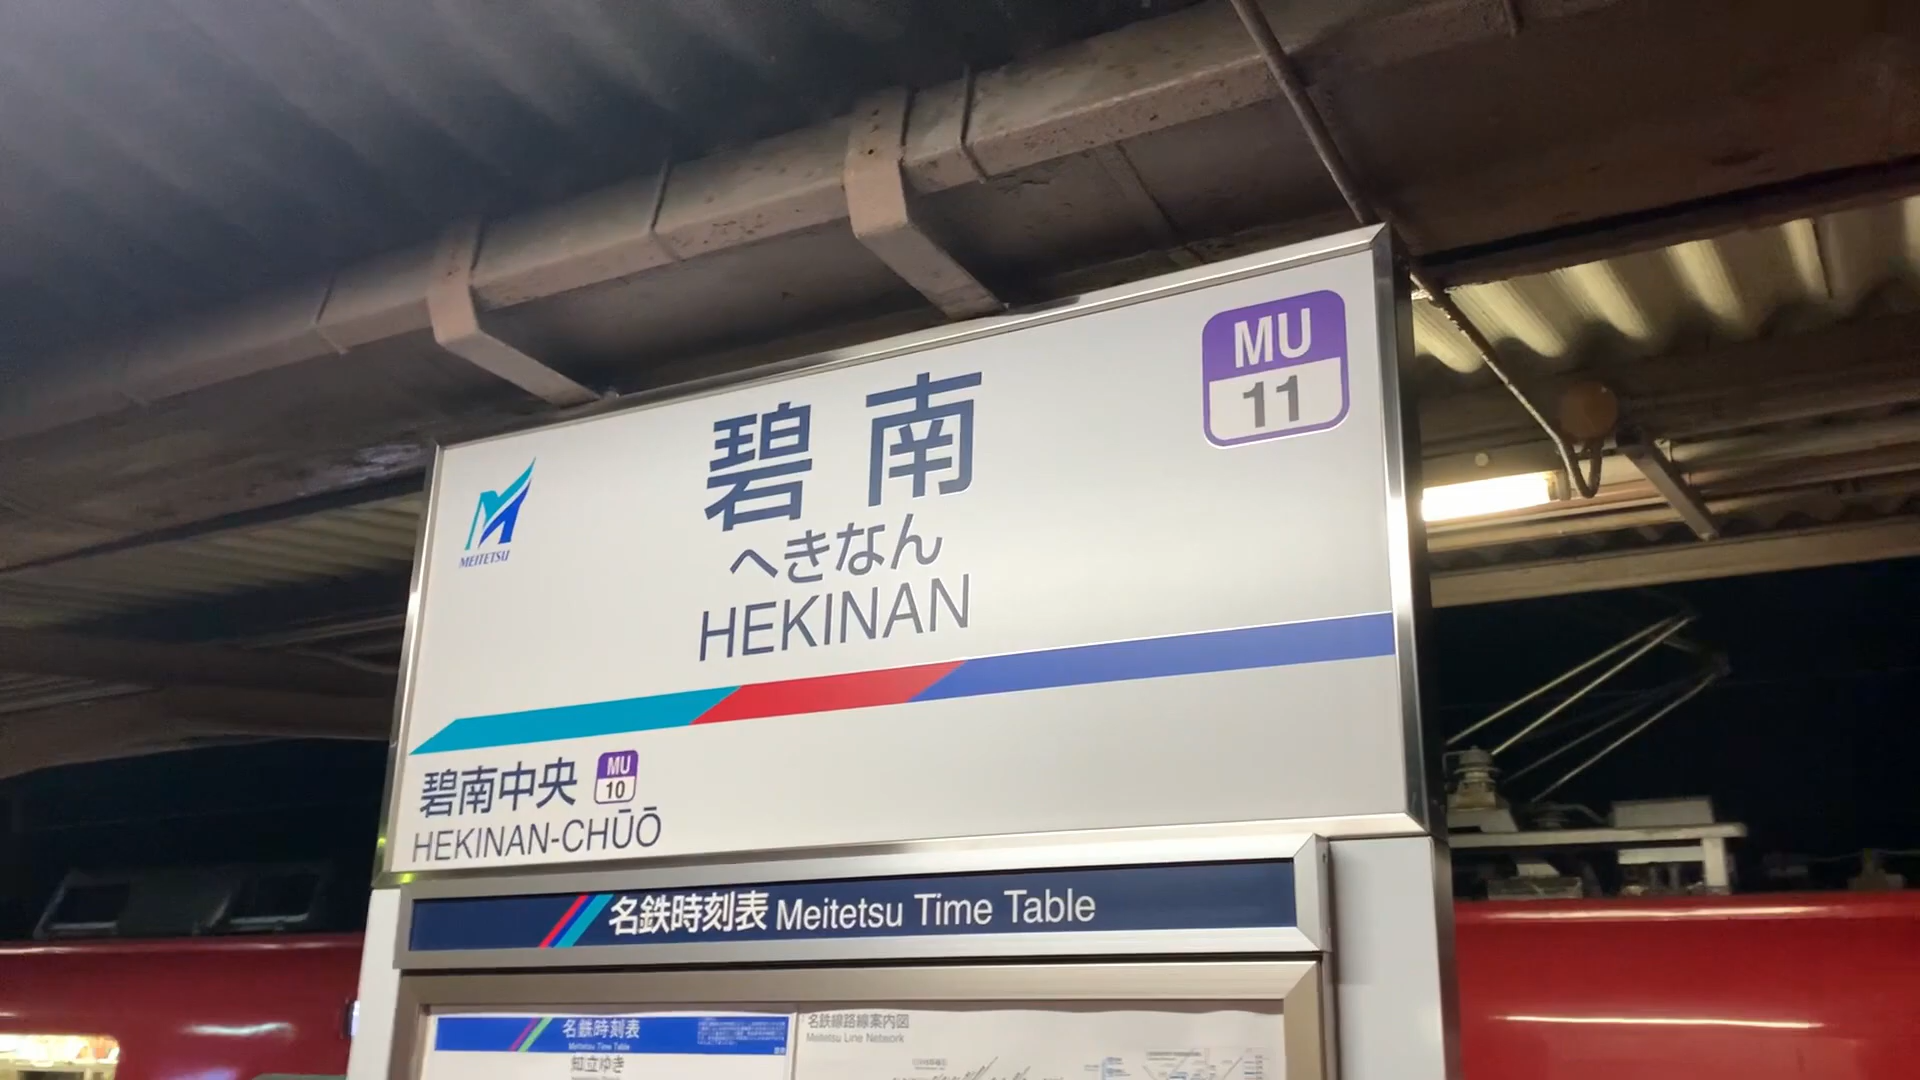 MU
11
碧南
へきなん
HEKINAN
MEITETSU
碧南中央
MU
10
HEKINAN-CHŪŌ
名鉄時刻表 Meitetsu Time Table
名鉄時刻表
Meitetsu Time Table
知立ゆき
名鉄線路線案内図
Meitetsu Line Network